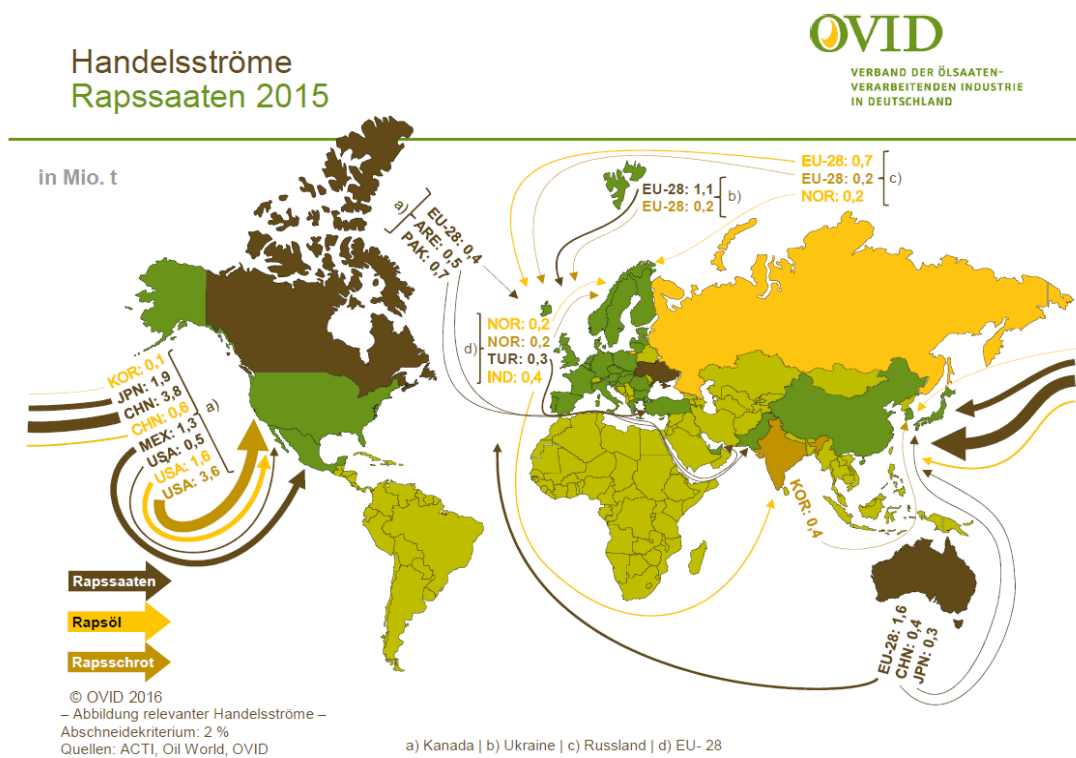 OVID
VERBAND DER ÖLSAATEN-
VERARBEITENDEN INDUSTRIE
IN DEUTSCHLAND
Handelsströme
Rapssaaten 2015
in Mio. t
a)
EU-28: 0,4
ARE: 0,5
PAK: 0,7
EU-28: 1,1
EU-28: 0,2
b)
EU-28: 0,7
EU-28: 0,2
NOR: 0,2
c)
d)
NOR: 0,2
NOR: 0,2
TUR: 0.3
IND: 0,4
KOR: 0,1
JPN: 1,9
CHN: 3,8
CHN: 0,6
MEX: 1,3
USA: 0,5
USA: 1,6
USA: 3,6
a)
KOR: 0,4
EU-28: 1,6
CHN: 0,4
JPN: 0,3
Rapssaaten
Rapsöl
Rapsschrot
© OVID 2016
– Abbildung relevanter Handelsströme –
Abschneidekriterium: 2 %
Quellen: ACTI, Oil World, OVID
a) Kanada | b) Ukraine | c) Russland | d) EU- 28